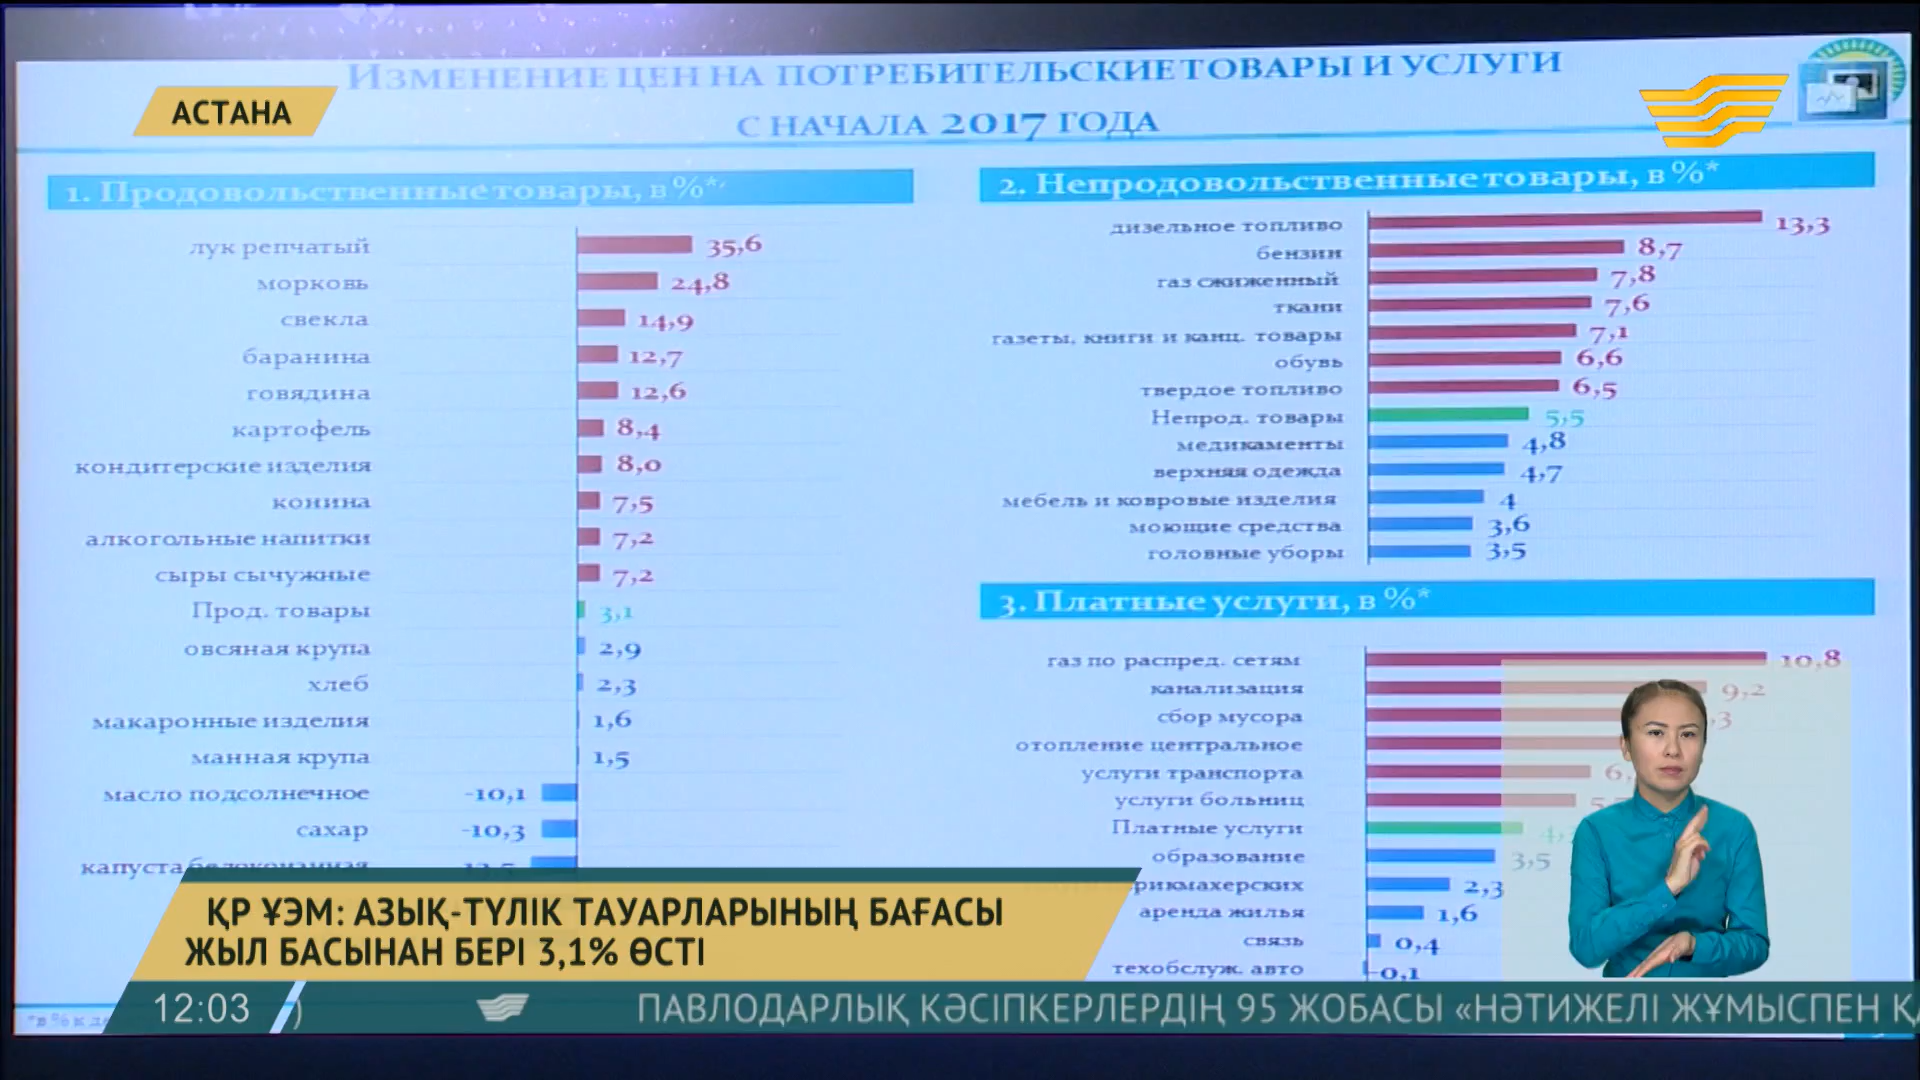 ИЗМЕНЕНИЕ ЦЕН НА ПОТРЕБИТЕЛЬСКИЕ ТОВАРЫ И УСЛУГИ
С НАЧАЛА 2017 ГОДА
АСТАНА
1. Продовольственные товары, в %*
лук репчатый 35,6
морковь 24,8
свекла 14,9
баранина 12,7
говядина 12,6
картофель 8,4
кондитерские изделия 8,0
конина 7,5
алкогольные напитки 7,2
сыры сычужные 7,2
Прод. товары 3,1
овсяная крупа 2,9
хлеб 2,3
макаронные изделия 1,6
манная крупа 1,5
масло подсолнечное -10,1
сахар -10,3
капуста белокочанная
2. Непродовольственные товары, в %*
дизельное топливо 13,3
бензин 8,7
газ сжиженный 7,8
ткани 7,6
газеты, книги и канц. товары 7,1
обувь 6,6
твердое топливо 6,5
Непрод. товары 5,5
медикаменты 4,8
верхняя одежда 4,7
мебель и ковровые изделия 4
моющие средства 3,6
головные уборы 3,5
3. Платные услуги, в %*
газ по распред. сетям 10,8
канализация 9,2
сбор мусора
отопление центральное
услуги транспорта
услуги больниц
Платные услуги
образование 3,5
2,3
аренда жилья 1,6
связь 0,4
техобслуж. авто -0,1
ҚР ҰЭМ: АЗЫҚ-ТҮЛІК ТАУАРЛАРЫНЫҢ БАҒАСЫ
ЖЫЛ БАСЫНАН БЕРІ 3,1% ӨСТІ
12:03 ) ПАВЛОДАРЛЫҚ КӘСІПКЕРЛЕРДІҢ 95 ЖОБАСЫ «НӘТИЖЕЛІ ЖҰМЫСПЕН